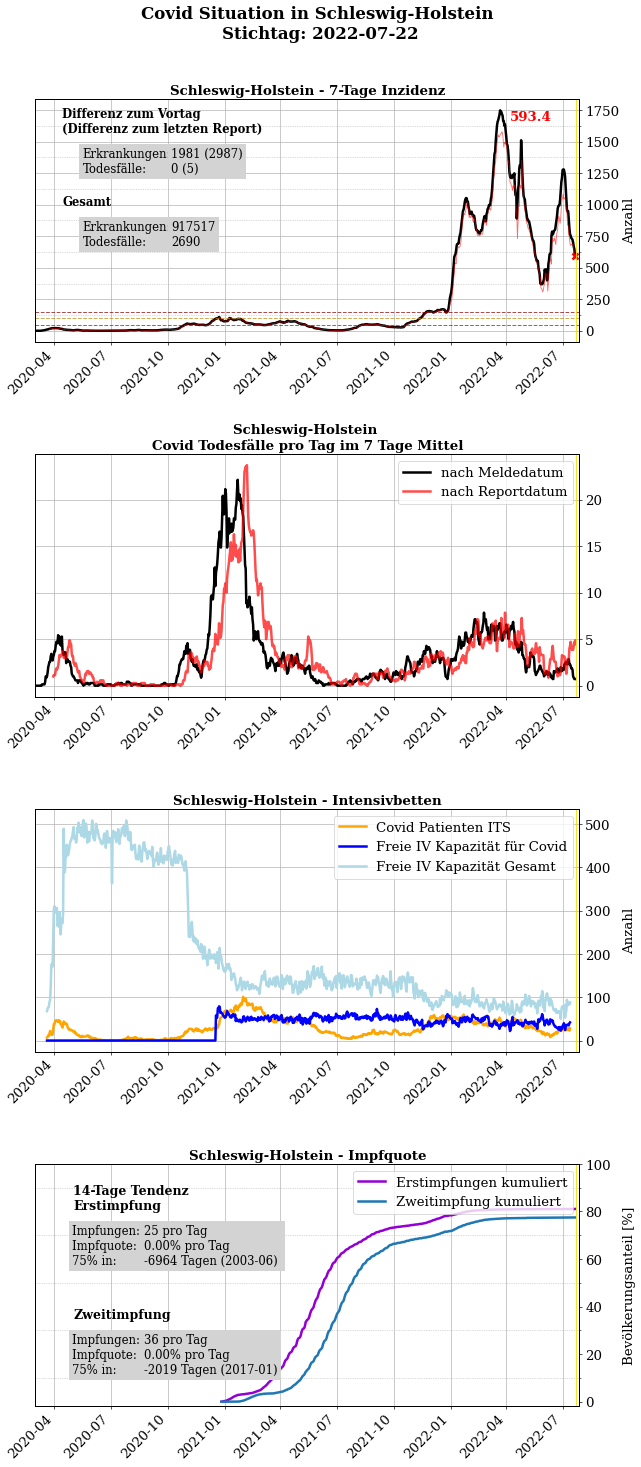 Covid Situation in Schleswig-Holstein
Stichtag: 2022-07-22
Schleswig-Holstein - 7-Tage Inzidenz
Differenz zum Vortag
(Differenz zum letzten Report)
Erkrankungen 1981 (2987)
Todesfälle: 0 (5)
Gesamt
Erkrankungen 917517
Todesfälle: 2690
593.4
1750
1500
1250
1000
750
500
250
0
Anzahl
2020-04
2020-07
2020-10
2021-01
2021-04
2021-07
2021-10
2022-01
2022-04
2022-07
Schleswig-Holstein
Covid Todesfälle pro Tag im 7 Tage Mittel
nach Meldedatum
nach Reportdatum
20
15
10
5
0
2020-04
2020-07
2020-10
2021-01
2021-04
2021-07
2021-10
2022-01
2022-04
2022-07
Schleswig-Holstein - Intensivbetten
Covid Patienten ITS
Freie IV Kapazität für Covid
Freie IV Kapazität Gesamt
500
400
300
200
100
0
Anzahl
2020-04
2020-07
2020-10
2021-01
2021-04
2021-07
2021-10
2022-01
2022-04
2022-07
Schleswig-Holstein - Impfquote
14-Tage Tendenz
Erstimpfung
Impfungen: 25 pro Tag
Impfquote: 0.00% pro Tag
75% in: -6964 Tagen (2003-06)
Zweitimpfung
Impfungen: 36 pro Tag
Impfquote: 0.00% pro Tag
75% in: -2019 Tagen (2017-01)
Erstimpfungen kumuliert
Zweitimpfung kumuliert
100
80
60
40
20
0
Bevölkerungsanteil [%]
2020-04
2020-07
2020-10
2021-01
2021-04
2021-07
2021-10
2022-01
2022-04
2022-07